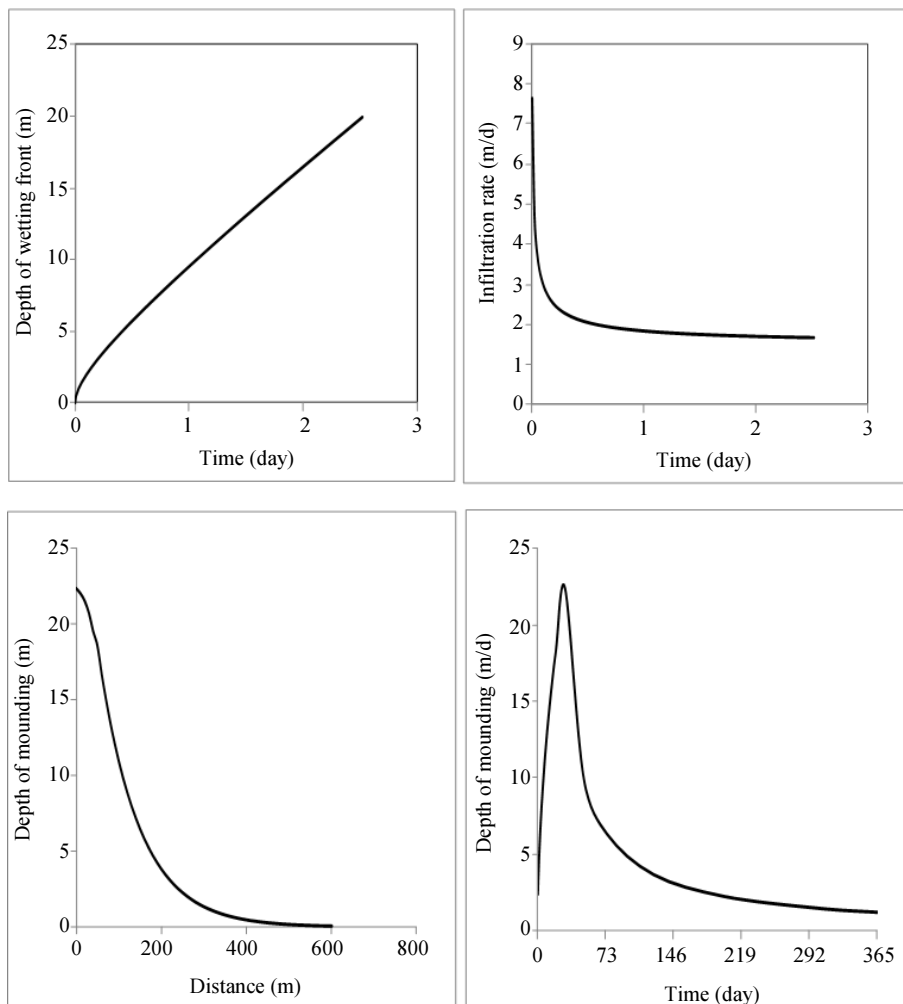 25
20
15
10
5
0
Depth of wetting front (m)
0 1 2 3
Time (day)
9
8
7
6
5
4
3
2
1
0
Infiltration rate (m/d)
0 1 2 3
Time (day)
25
20
15
10
5
0
Depth of mounding (m)
0 200 400 600 800
Distance (m)
25
20
15
10
5
0
Depth of mounding (m/d)
0 73 146 219 292 365
Time (day)